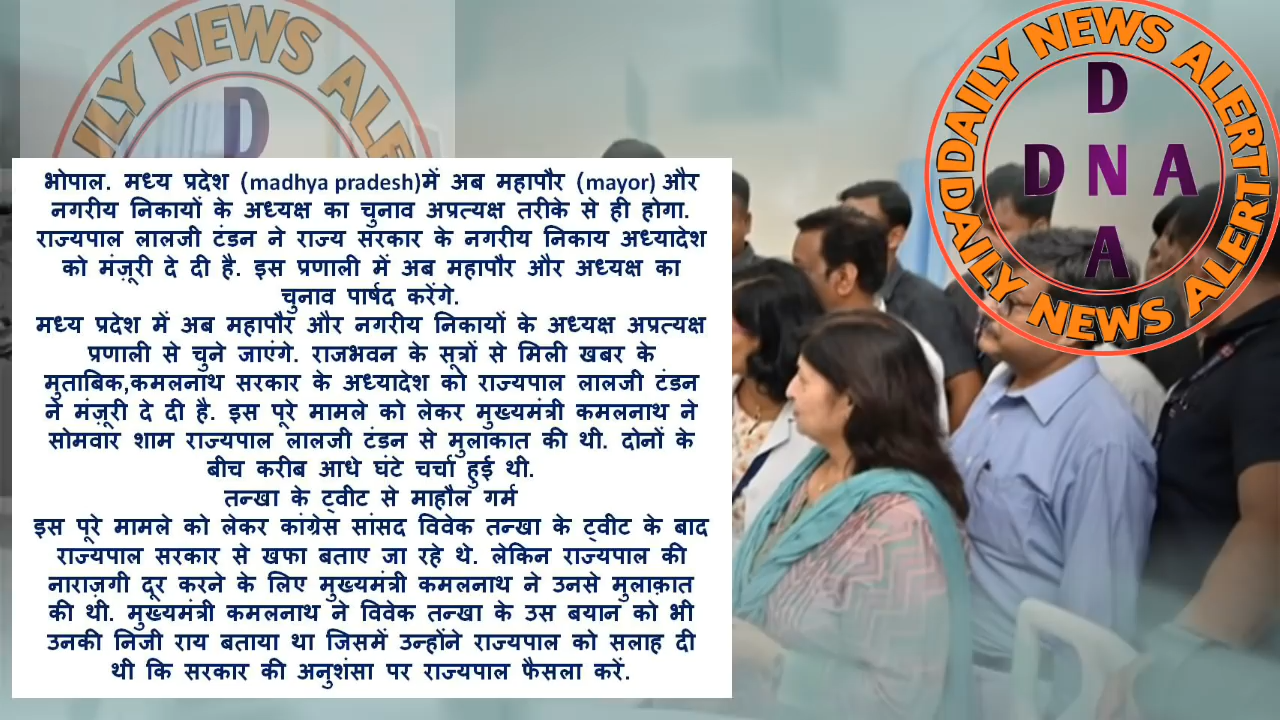 भोपाल. मध्य प्रदेश (madhya pradesh)में अब महापौर (mayor) और
नगरीय निकायों के अध्यक्ष का चुनाव अप्रत्यक्ष तरीके से ही होगा.
राज्यपाल लालजी टंडन ने राज्य सरकार के नगरीय निकाय अध्यादेश
को मंज़ूरी दे दी है. इस प्रणाली में अब महापौर और अध्यक्ष का
चुनाव पार्षद करेंगे.
मध्य प्रदेश में अब महापौर और नगरीय निकायों के अध्यक्ष अप्रत्यक्ष
प्रणाली से चुने जाएंगे. राजभवन के सूत्रों से मिली खबर के
मुताबिक,कमलनाथ सरकार के अध्यादेश को राज्यपाल लालजी टंडन
ने मंज़ूरी दे दी है. इस पूरे मामले को लेकर मुख्यमंत्री कमलनाथ ने
सोमवार शाम राज्यपाल लालजी टंडन से मुलाकात की थी. दोनों के
बीच करीब आधे घंटे चर्चा हुई थी.
तन्खा के ट्वीट से माहौल गर्म
इस पूरे मामले को लेकर कांग्रेस सांसद विवेक तन्खा के ट्वीट के बाद
राज्यपाल सरकार से खफा बताए जा रहे थे. लेकिन राज्यपाल की
नाराज़गी दूर करने के लिए मुख्यमंत्री कमलनाथ ने उनसे मुलाक़ात
की थी. मुख्यमंत्री कमलनाथ ने विवेक तन्खा के उस बयान को भी
उनकी निजी राय बताया था जिसमें उन्होंने राज्यपाल को सलाह दी
थी कि सरकार की अनुशंसा पर राज्यपाल फैसला करें.
DAILY NEWS ALERT
D
DNA
A
DAILY NEWS ALERT
ILY NEWS ALE
D